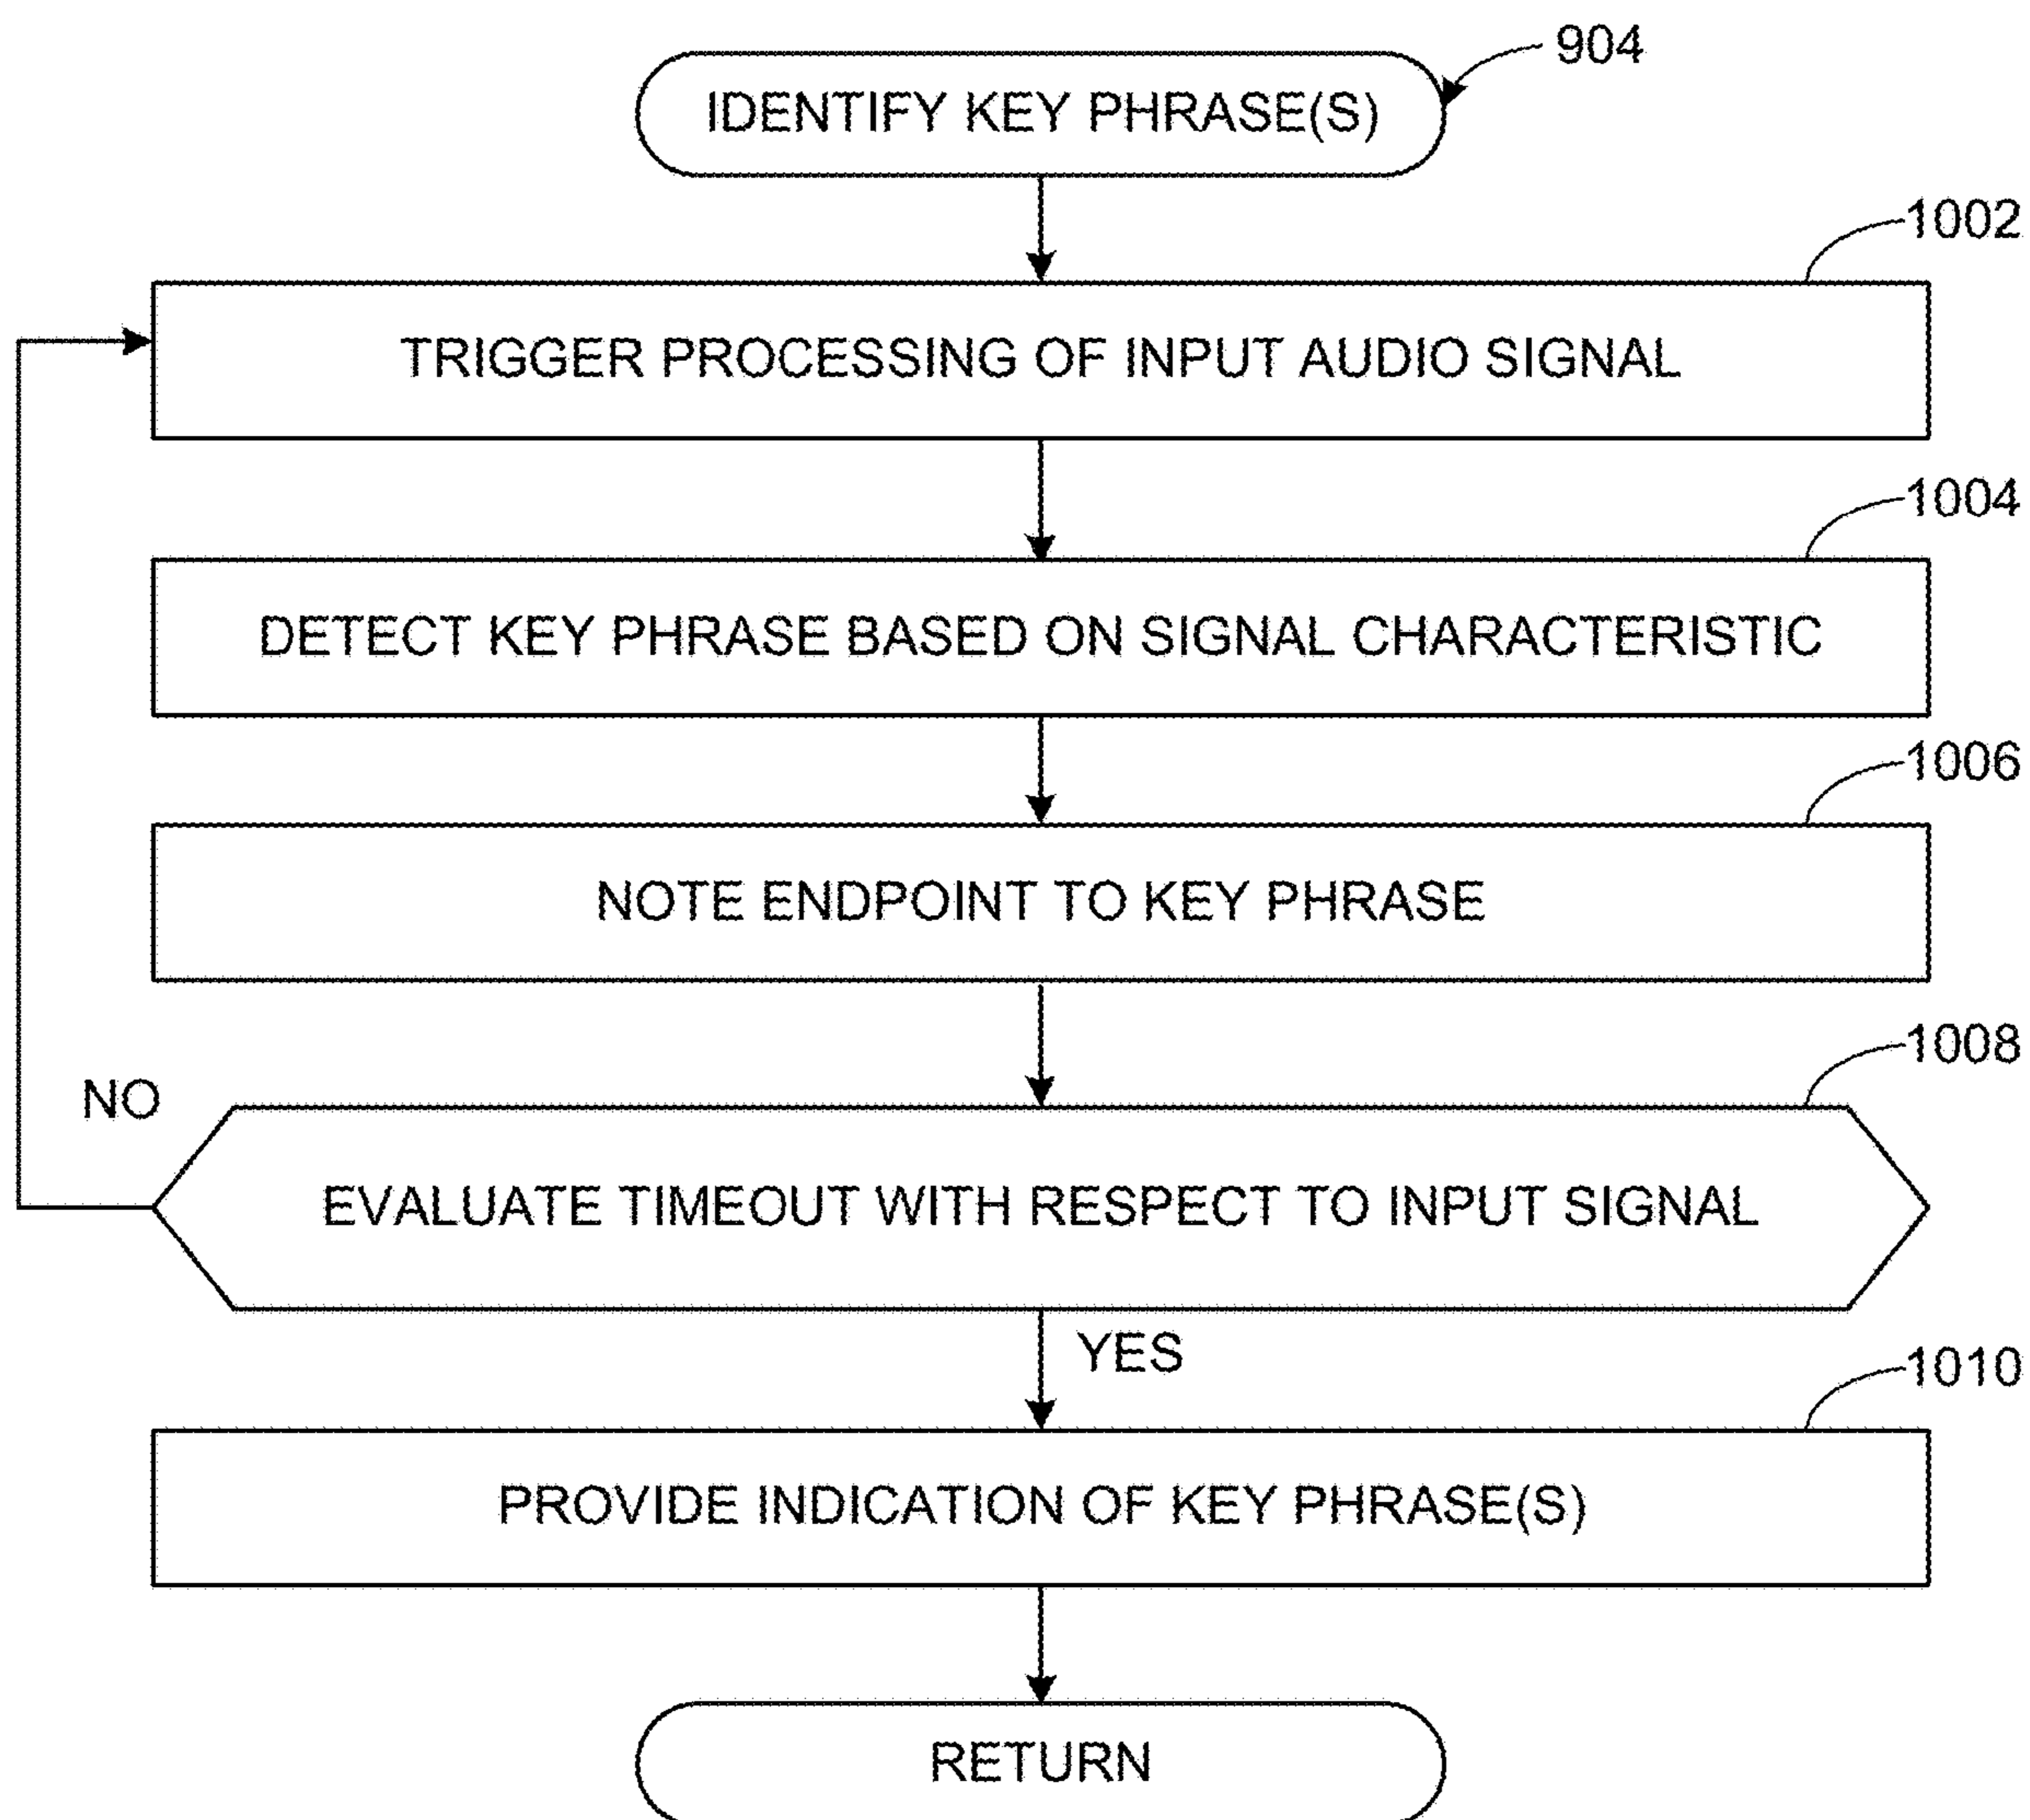 904
IDENTIFY KEY PHRASE(S)
1002
TRIGGER PROCESSING OF INPUT AUDIO SIGNAL
1004
DETECT KEY PHRASE BASED ON SIGNAL CHARACTERISTIC
1006
NOTE ENDPOINT TO KEY PHRASE
1008
NO
EVALUATE TIMEOUT WITH RESPECT TO INPUT SIGNAL
YES
1010
PROVIDE INDICATION OF KEY PHRASE(S)
RETURN